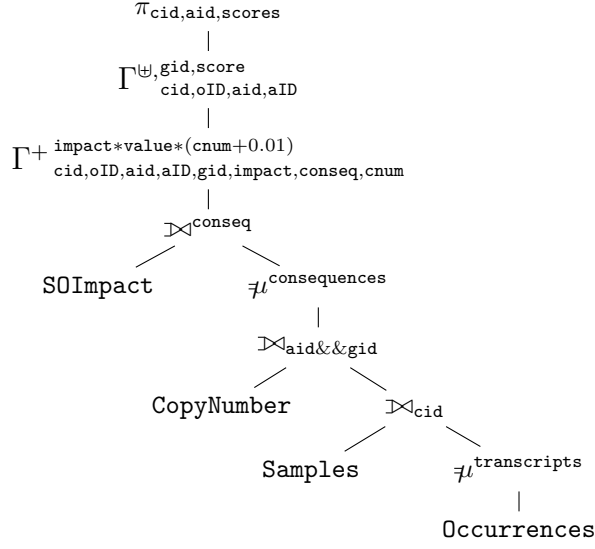 π cid,aid,scores
Γ⊎, gid,score cid,oID,aid,aID
Γ+ impact*value*(cnum+0.01) cid,oID,aid,aID,gid,impact,conseq,cnum
⟕ conseq
SOImpact ⌅μ consequences
⟕ aid&&gid
CopyNumber ⟕ cid
Samples ⌅μ transcripts
Occurrences